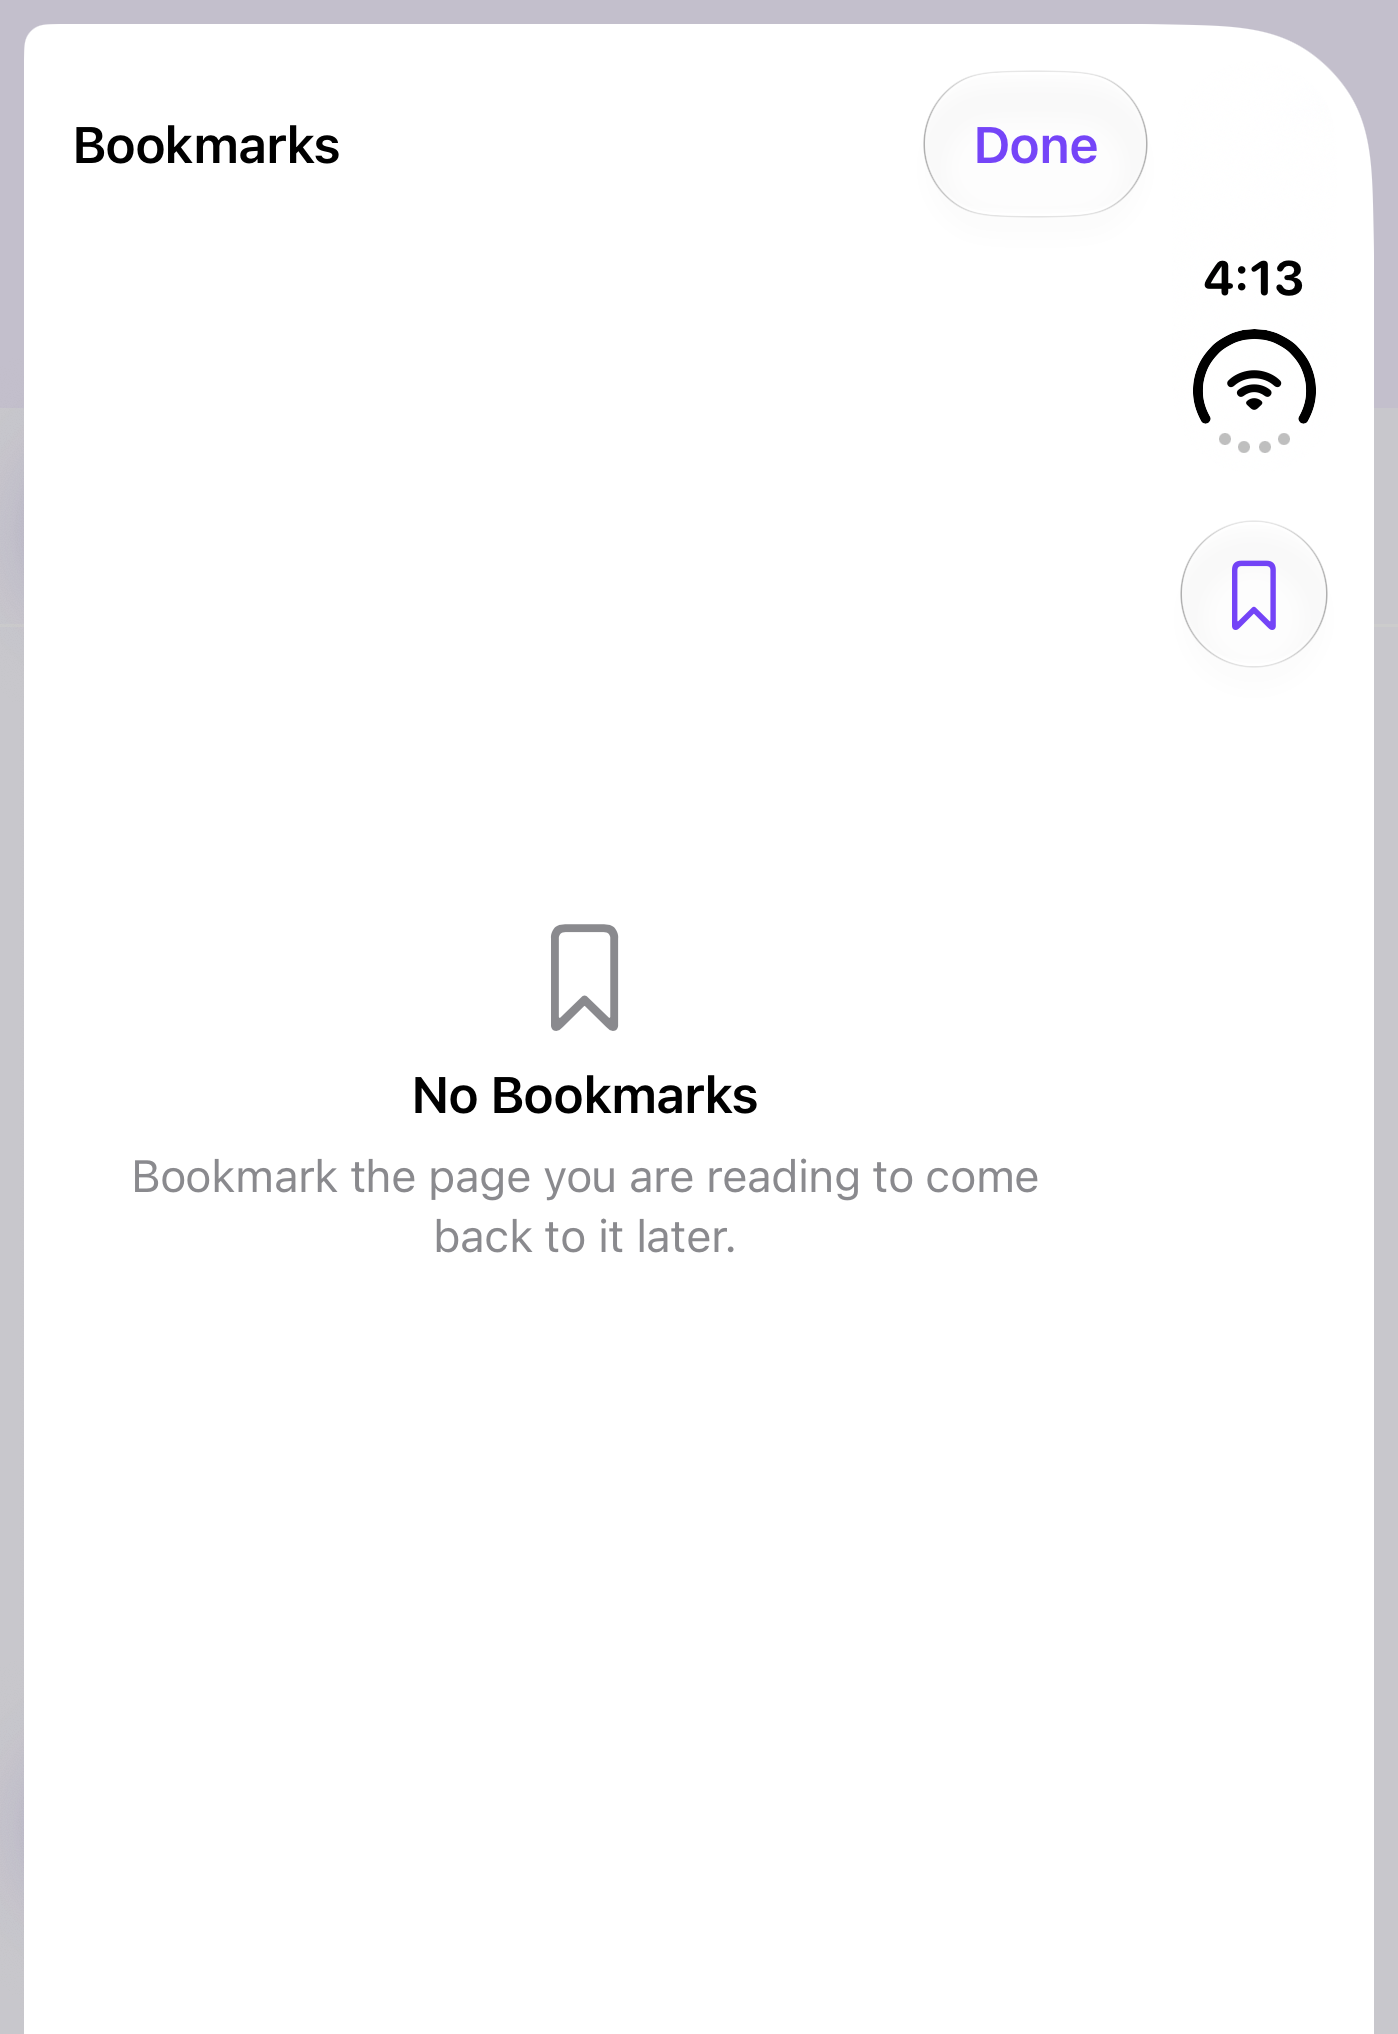 Bookmarks
Done
4:13
No Bookmarks
Bookmark the page you are reading to come
back to it later.